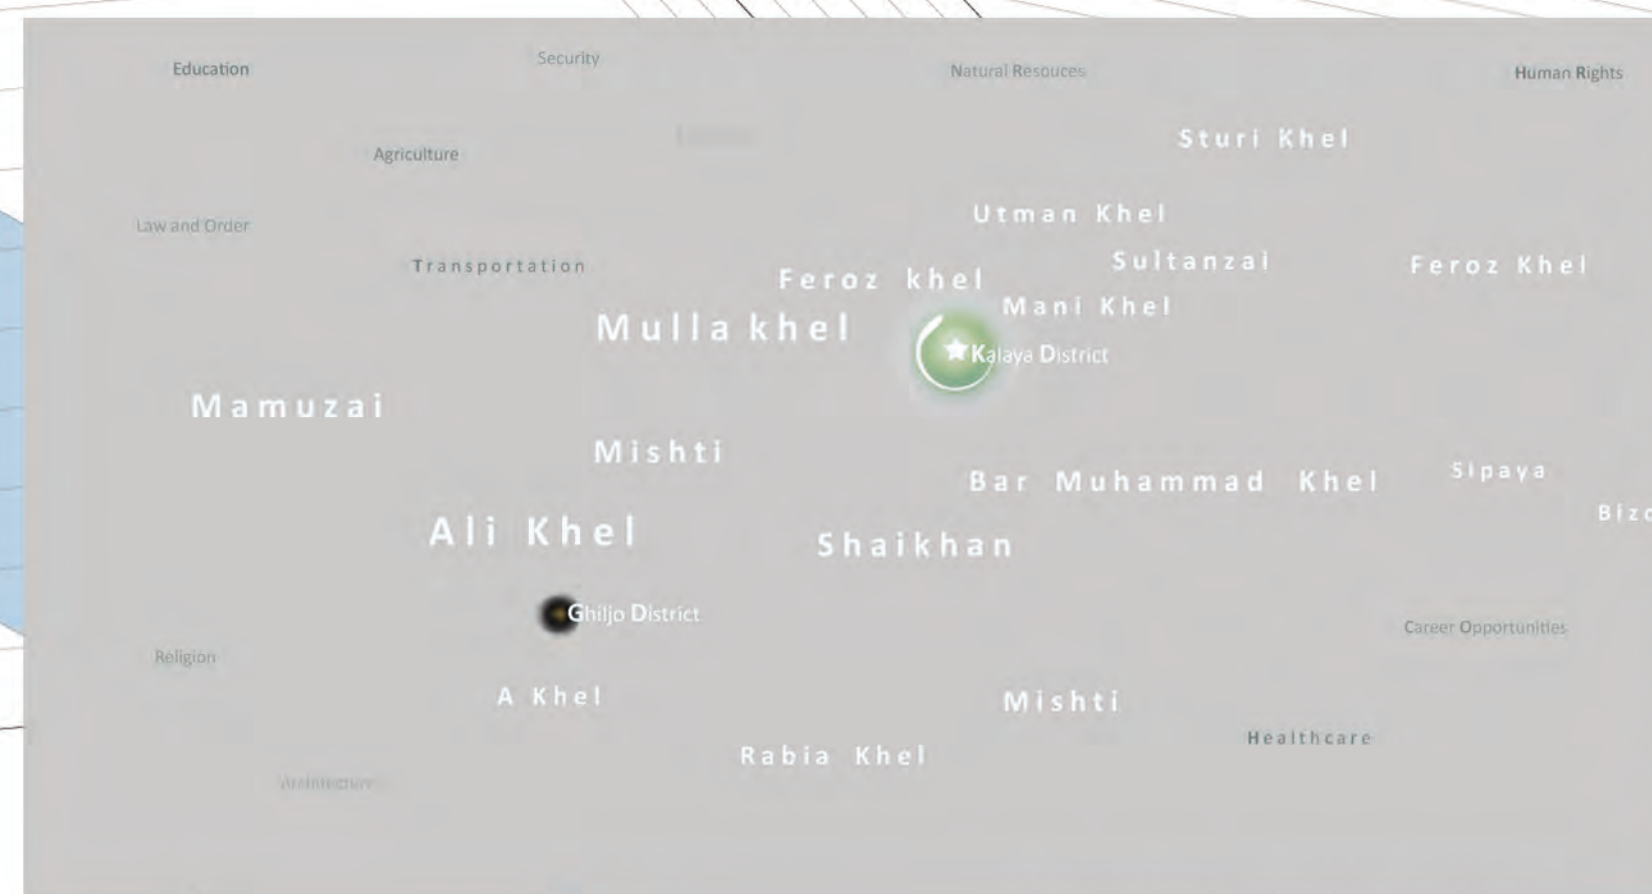 Education
Security
Natural Resouces
Human Rights
Sturi Khel
Agriculture
Utman Khel
Law and Order
Transportation
Sultanzai
Feroz Khel
Feroz khel
Mani Khel
Mulla khel
Kalaya District
Mamuzai
Mishti
Bar Muhammad Khel
Sipaya
Ali Khel
Shaikhan
Ghiljo District
Career Opportunities
Religion
A Khel
Mishti
Healthcare
Rabia Khel
Architecture